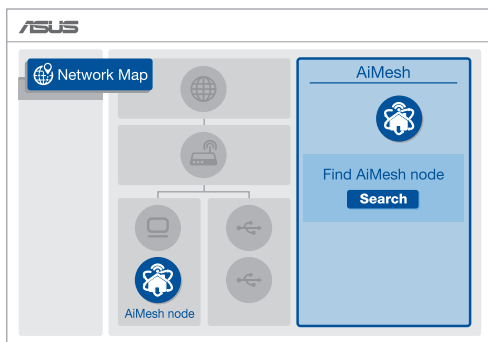 ASUS
Network Map
AiMesh
Find AiMesh node
Search
AiMesh node